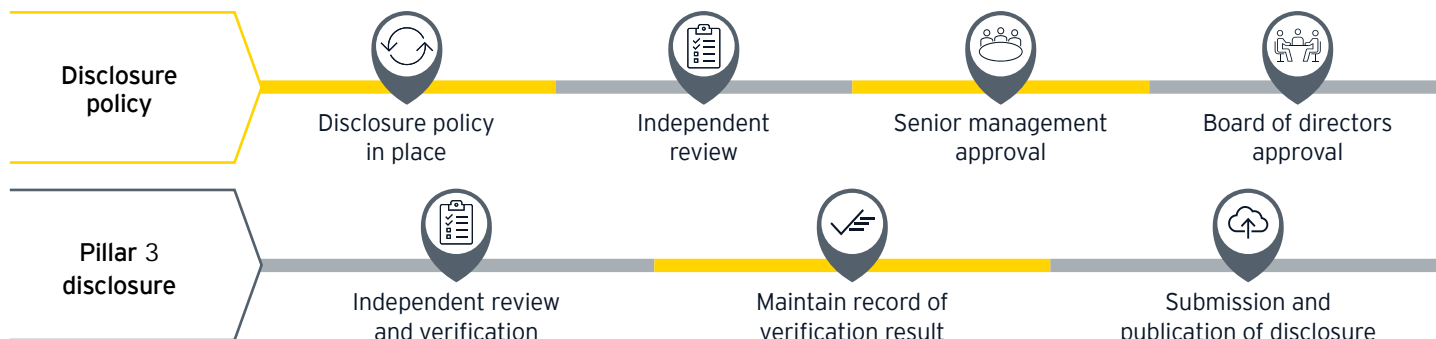 Disclosure
policy
Disclosure policy
in place
Independent
review
Senior management
approval
Board of directors
approval
Pillar 3
disclosure
Independent review
and verification
Maintain record of
verification result
Submission and
publication of disclosure